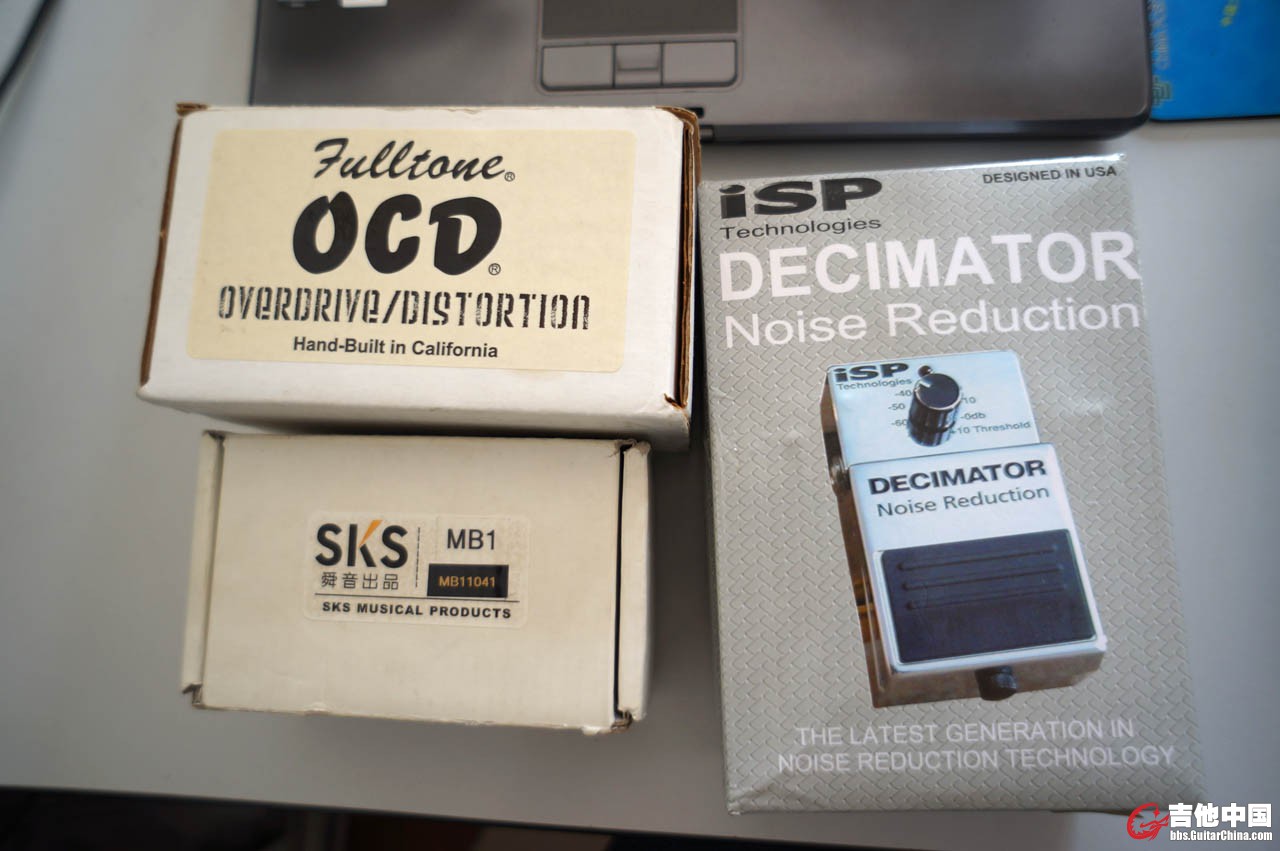 Fulltone®
OCD®
OVERDRIVE/DISTORTION
Hand-Built in California
SKS
舜音出品
MB1
MB11041
SKS MUSICAL PRODUCTS
iSP
Technologies
DESIGNED IN USA
DECIMATOR
Noise Reduction
iSP
Technologies
-40
-50
-60
10
-0db
+10 Threshold
DECIMATOR
Noise Reduction
THE LATEST GENERATION IN
NOISE REDUCTION TECHNOLOGY
吉他中国
bbs.GuitarChina.com